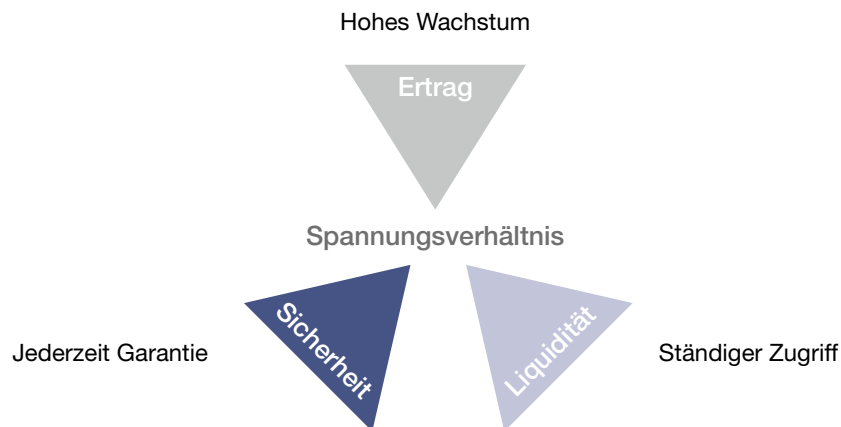 Hohes Wachstum
Ertrag
Spannungsverhältnis
Sicherheit
Liquidität
Jederzeit Garantie
Ständiger Zugriff